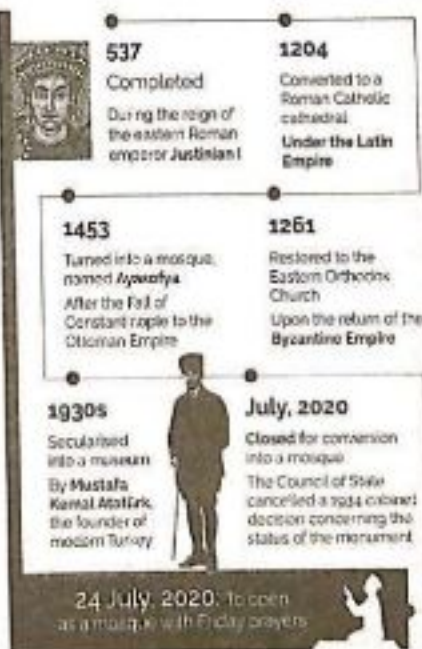 537
Completed
During the reign of
the eastern Roman
emperor Justinian I
1204
Converted to a
Roman Catholic
cathedral
Under the Latin
Empire
1261
Restored to the
Eastern Orthodox
Church
Upon the return of the
Byzantine Empire
1453
Turned into a mosque,
named Ayasofya
After the Fall of
Constantinople to the
Ottoman Empire
1930s
Secularised
into a museum
By Mustafa
Kemal Atatürk,
the founder of
modern Turkey
July, 2020
Closed for conversion
into a mosque
The Council of State
cancelled a 1934 cabinet
decision concerning the
status of the monument
24 July, 2020: To open
as a mosque with Friday prayers